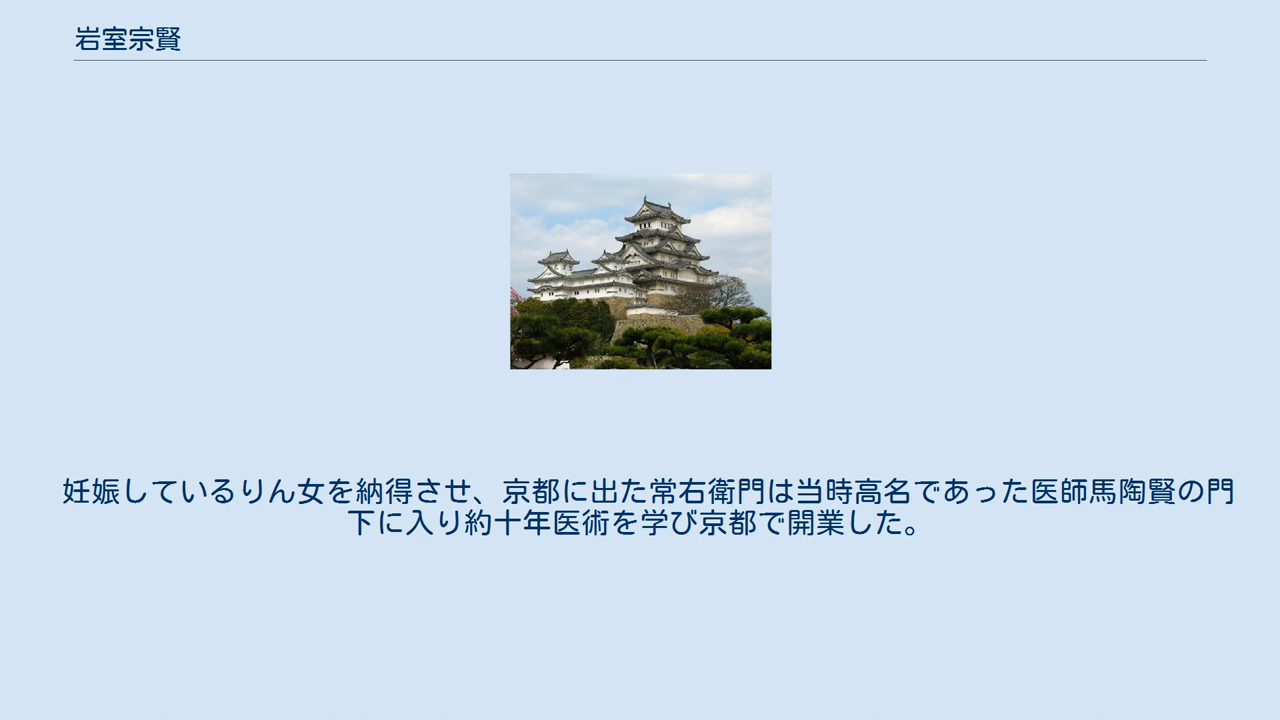 岩室宗賢
妊娠しているりん女を納得させ、京都に出た常右衛門は当時高名であった医師馬陶賢の門
下に入り約十年医術を学び京都で開業した。